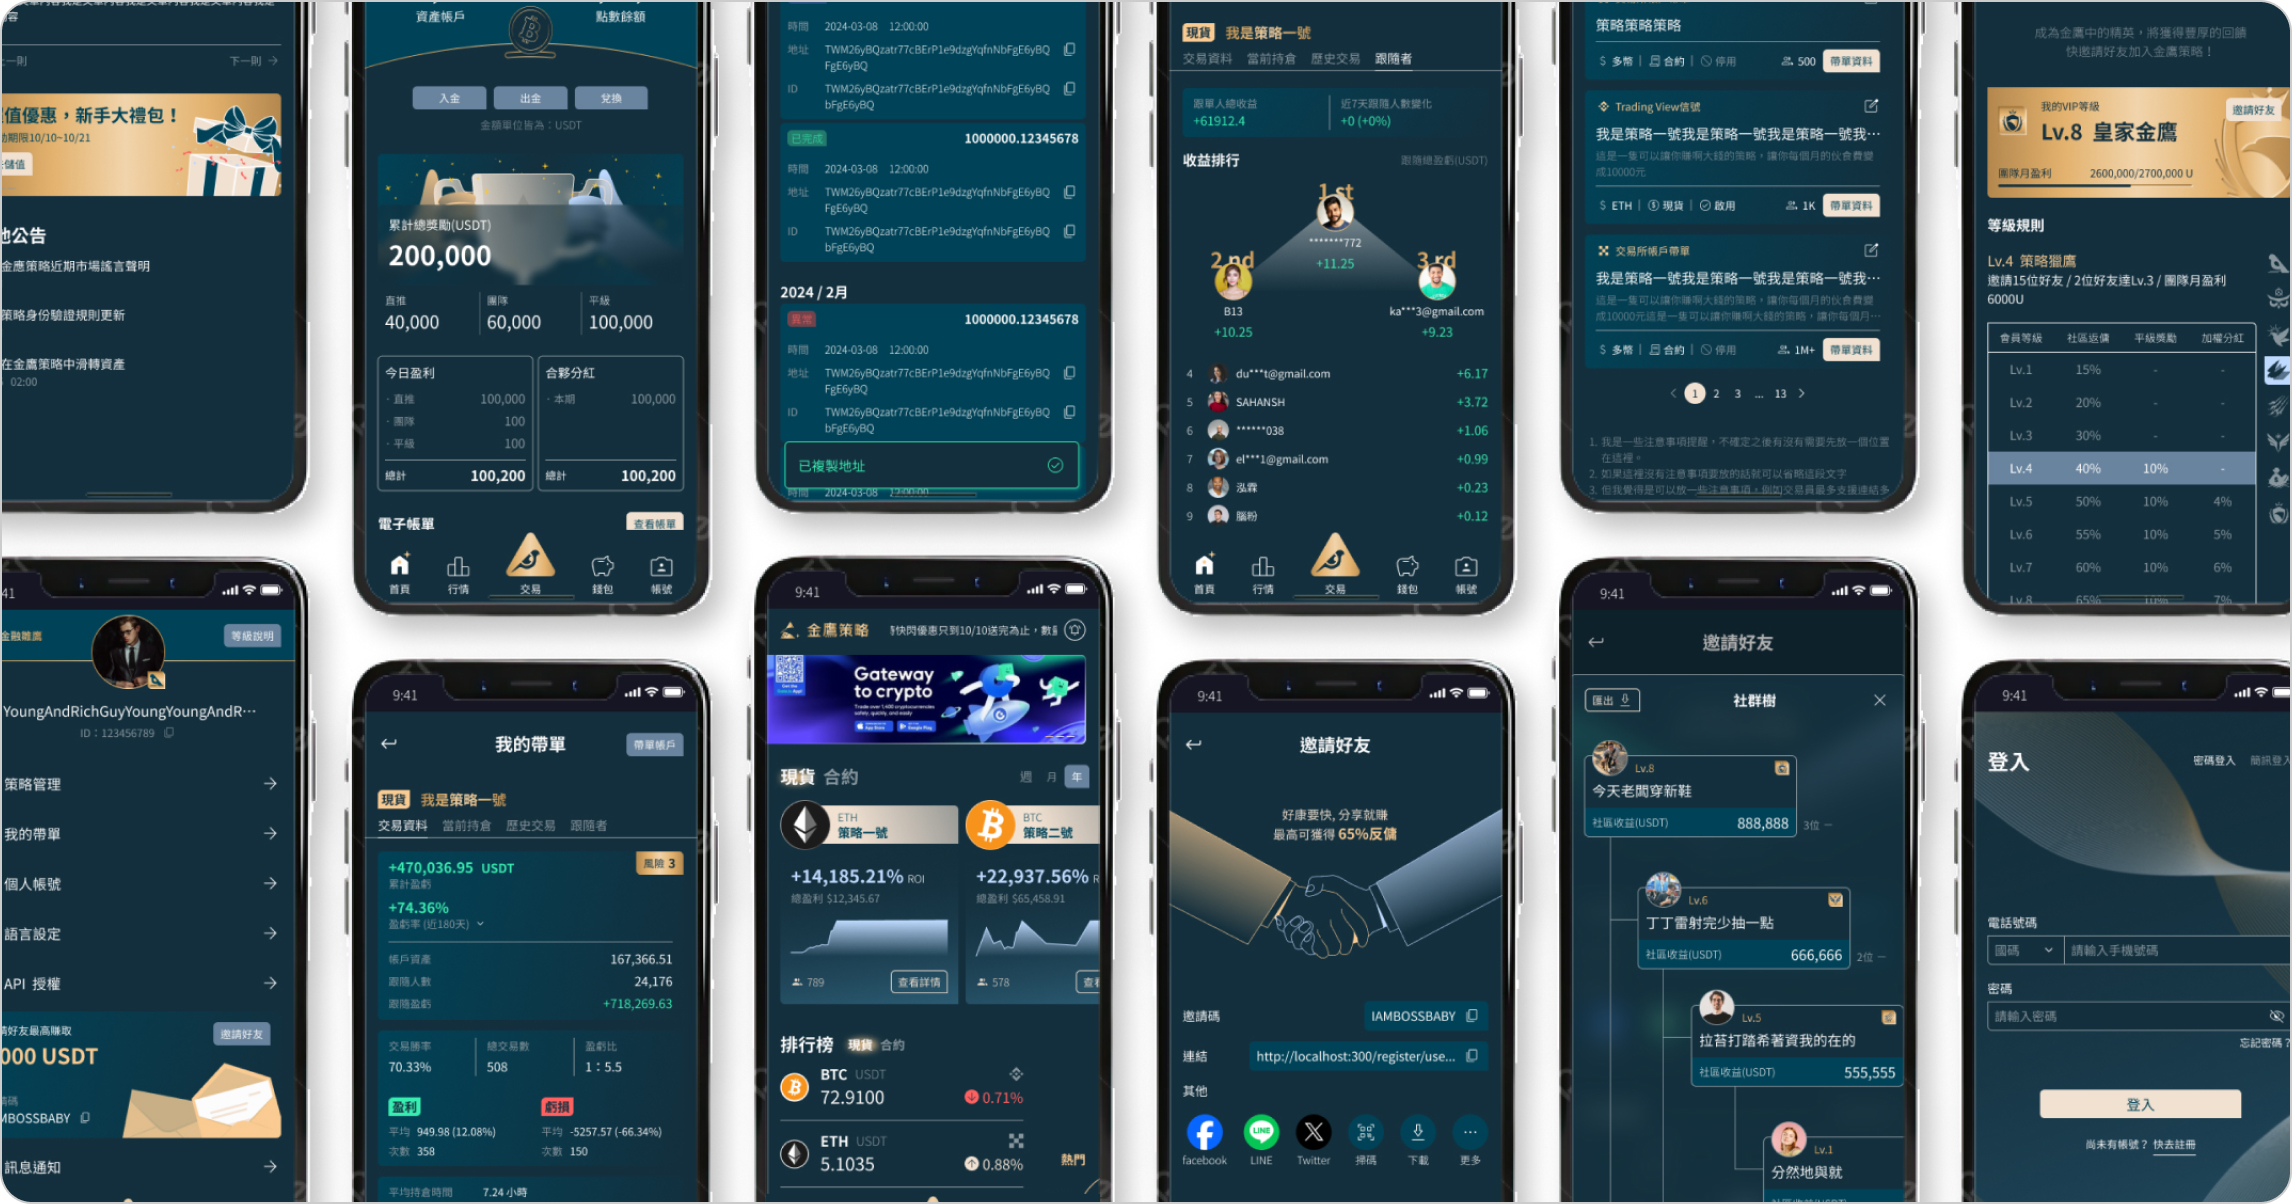 下一則
值優惠，新手大禮包！
動期限10/10~10/21
儲值
也公告
金應策略近期市場謠言聲明
策略身份驗證規則更新
在金鷹策略中滑轉資產
02:00
資產帳戶
點數餘額
入金
出金
兌換
金額單位皆為：USDT
累計總獎勵(USDT)
200,000
直推
團隊
平級
40,000
60,000
100,000
今日盈利
· 直推 100,000
· 團隊 100
· 平級 100
總計 100,200
合夥分紅
· 本期 100,000
總計 100,200
電子帳單
查看帳單
首頁
行情
交易
錢包
帳號
時間 2024-03-08 12:00:00
地址 TWM26yBQzatr77cBErP1e9dzgYqfnNbFgE6yBQ
FgE6yBQ
ID TWM26yBQzatr77cBErP1e9dzgYqfnNbFgE6yBQ
bFgE6yBQ
已完成 1000000.12345678
時間 2024-03-08 12:00:00
地址 TWM26yBQzatr77cBErP1e9dzgYqfnNbFgE6yBQ
FgE6yBQ
ID TWM26yBQzatr77cBErP1e9dzgYqfnNbFgE6yBQ
bFgE6yBQ
2024 / 2月
異常 1000000.12345678
時間 2024-03-08 12:00:00
地址 TWM26yBQzatr77cBErP1e9dzgYqfnNbFgE6yBQ
FgE6yBQ
ID TWM26yBQzatr77cBErP1e9dzgYqfnNbFgE6yBQ
bFgE6yBQ
已複製地址
時間 2024-03-08 12:00:00
現貨 我是策略一號
交易資料 當前持倉 歷史交易 跟隨者
跟單人總收益
+61912.4
近7天跟隨人數變化
+0 (+0%)
收益排行
跟隨總盈虧(USDT)
1 st
*******772
+11.25
2 nd
B13
+10.25
3 rd
ka***3@gmail.com
+9.23
4 du***t@gmail.com +6.17
5 SAHANSH +3.72
6 ******038 +1.06
7 el***1@gmail.com +0.99
8 泓霖 +0.23
9 腦粉 +0.12
首頁
行情
交易
錢包
帳號
策略策略策略
$ 多幣 | 合約 | 停用 500 帶單資料
Trading View信號
我是策略一號我是策略一號我是策略一號我⋯
這是一隻可以讓你賺啊大錢的策略，讓你每個月的伙食費變
成10000元
$ ETH | 現貨 | 啟用 1K 帶單資料
交易所帳戶帶單
我是策略一號我是策略一號我是策略一號我⋯
這是一隻可以讓你賺啊大錢的策略，讓你每個月的伙食費變
成10000元這是一隻可以讓你賺啊大錢的策略，讓你每個月⋯
$ 多幣 | 合約 | 停用 1M+ 帶單資料
1 2 3 ... 13
1. 我是一些注意事項提醒，不確定之後有沒有需要先放一個位置
在這裡。
2. 如果這裡沒有注意事項要放的話就可以省略這段文字
3. 但我覺得是可以放一些注意事項，例如交易員最多支援連結多
成為金鷹中的精英，將獲得豐厚的回饋
快邀請好友加入金鷹策略！
我的VIP等級
邀請好友
Lv.8 皇家金鷹
團隊月盈利 2600,000/2700,000 U
等級規則
Lv.4 策略獵鷹
邀請15位好友 / 2位好友達Lv.3 / 團隊月盈利
6000U
會員等級 社區返傭 平級獎勵 加權分紅
Lv.1 15% - -
Lv.2 20% - -
Lv.3 30% - -
Lv.4 40% 10% -
Lv.5 50% 10% 4%
Lv.6 55% 10% 5%
Lv.7 60% 10% 6%
Lv.8 65% 10% 7%
41
金融雕鷹
等級說明
YoungAndRichGuyYoungYoungAndR⋯
ID：123456789
策略管理
我的帶單
個人帳號
語言設定
API 授權
請好友最高賺取
邀請好友
000 USDT
MBOSSBABY
訊息通知
9:41
我的帶單
帶單帳戶
現貨 我是策略一號
交易資料 當前持倉 歷史交易 跟隨者
+470,036.95 USDT
累計盈虧
風險 3
+74.36%
盈虧率 (近180天)
帳戶資產 167,366.51
跟隨人數 24,176
跟隨盈虧 +718,269.63
交易勝率
70.33%
總交易數
508
盈虧比
1：5.5
盈利
平均 949.98 (12.08%)
次數 358
虧損
平均 -5257.57 (-66.34%)
次數 150
平均持倉時間 7.24 小時
9:41
金鷹策略
快閃優惠只到10/10送完為止，數量
Gateway
to crypto
Trade over 1,400 cryptocurrencies
safely, quickly, and easily
App Store
Google Play
現貨 合約
週 月 年
ETH
策略一號
BTC
策略二號
+14,185.21% ROI
總盈利 $12,345.67
+22,937.56% R
總盈利 $65,458.91
789
查看詳情
578
查看
排行榜 現貨 合約
BTC USDT
72.9100
0.71%
ETH USDT
5.1035
0.88%
熱門
9:41
邀請好友
好康要快, 分享就賺
最高可獲得 65%反傭
邀請碼 IAMBOSSBABY
連結 http://localhost:300/register/use...
其他
facebook
LINE
Twitter
掃碼
下載
更多
9:41
邀請好友
匯出
社群樹
Lv.8
今天老闆穿新鞋
社區收益(USDT) 888,888
3位
Lv.6
丁丁雷射完少抽一點
社區收益(USDT) 666,666
2位
Lv.5
拉苔打踏希著資我的在的
社區收益(USDT) 555,555
Lv.1
分然地與就
9:41
登入
密碼登入
簡訊登入
電話號碼
國碼
請輸入手機號碼
密碼
請輸入密碼
忘記密碼？
登入
尚未有帳號？ 快去註冊